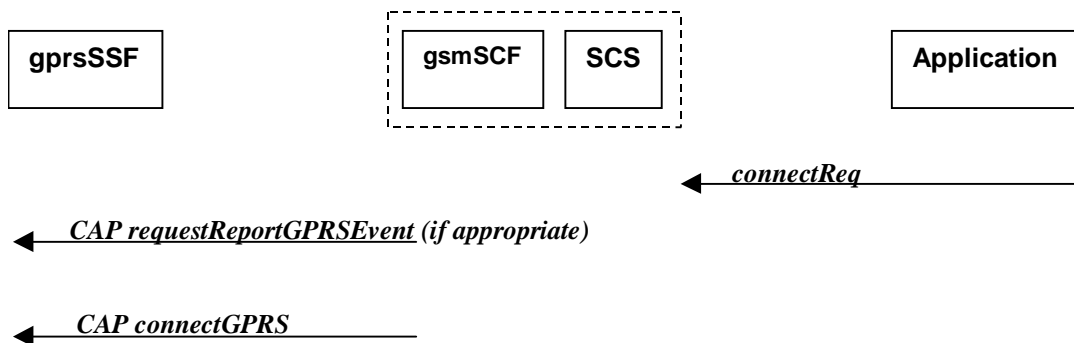 gprsSSF
gsmSCF
SCS
Application
connectReq
CAP requestReportGPRSEvent (if appropriate)
CAP connectGPRS